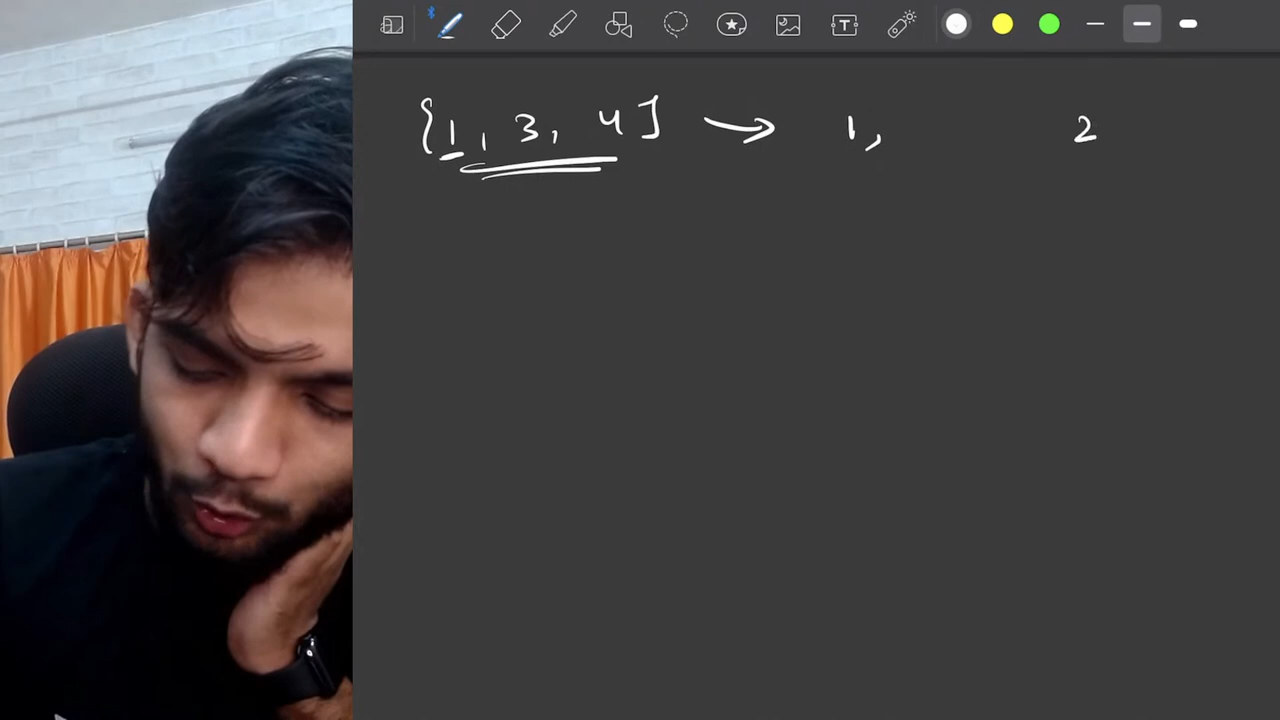 {1, 3, 4] → 1, 2